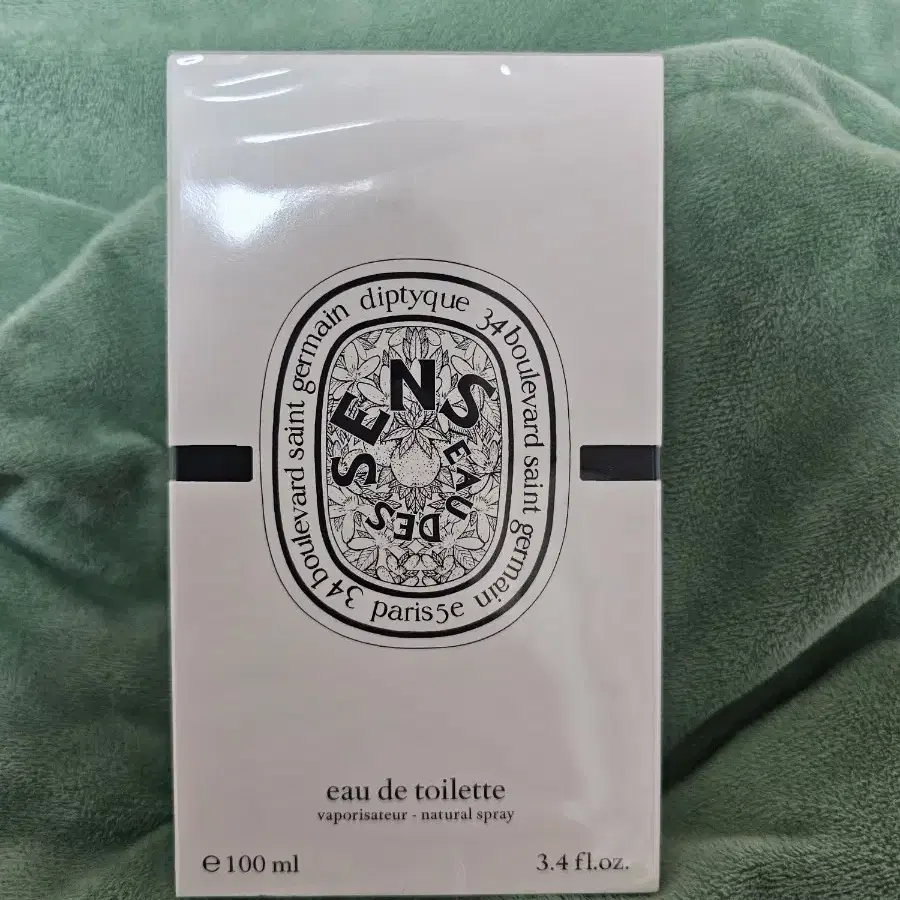 diptyque 34 boulevard saint germain paris 5e 34 boulevard saint germain
EAU DES SENS
eau de toilette
vaporisateur - natural spray
℮ 100 ml
3.4 fl.oz.